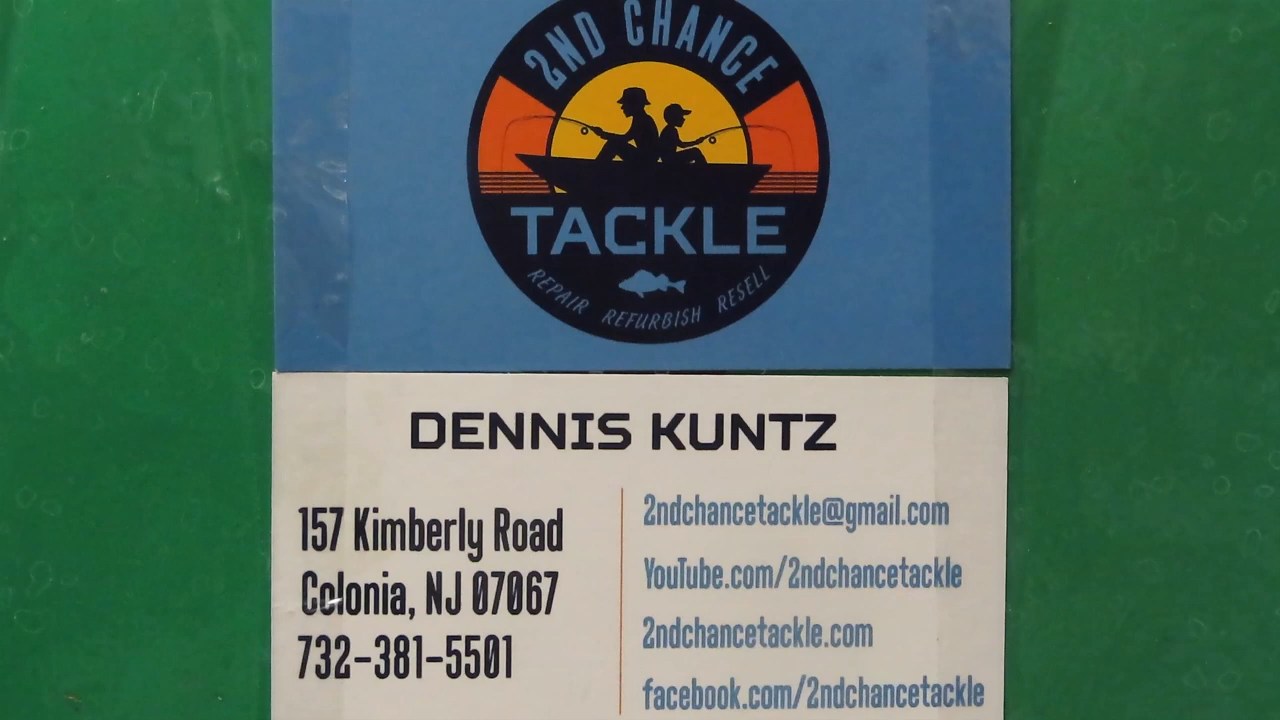 2ND CHANCE
TACKLE
REPAIR REFURBISH RESELL
DENNIS KUNTZ
157 Kimberly Road
Colonia, NJ 07067
732-381-5501
2ndchancetackle@gmail.com
YouTube.com/2ndchancetackle
2ndchancetackle.com
facebook.com/2ndchancetackle